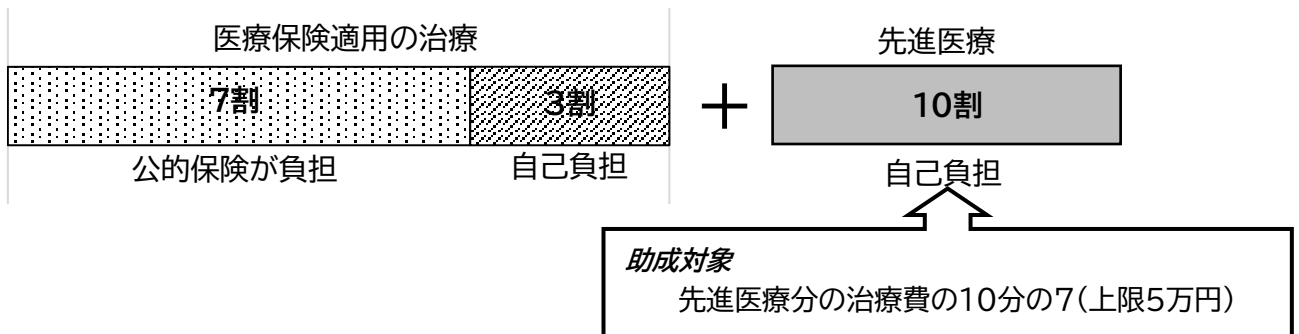 医療保険適用の治療
先進医療
7割
3割
+
10割
公的保険が負担
自己負担
自己負担
助成対象
先進医療分の治療費の10分の7(上限5万円)